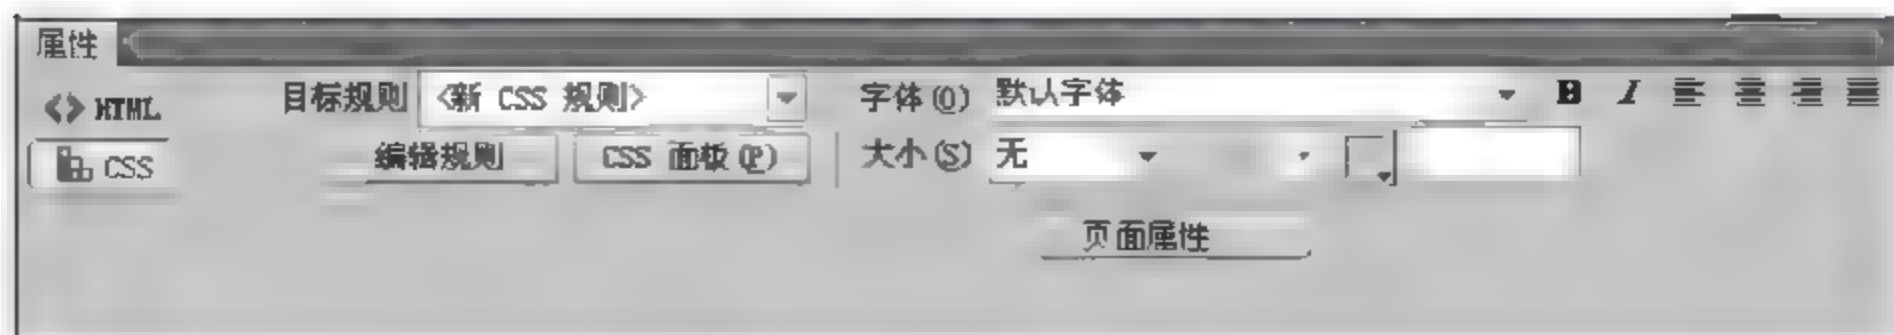 属性
<> HTML 目标规则 <新 CSS 规则> 字体(O) 默认字体 B I
CSS 编辑规则 CSS 面板(P) 大小(S) 无
页面属性